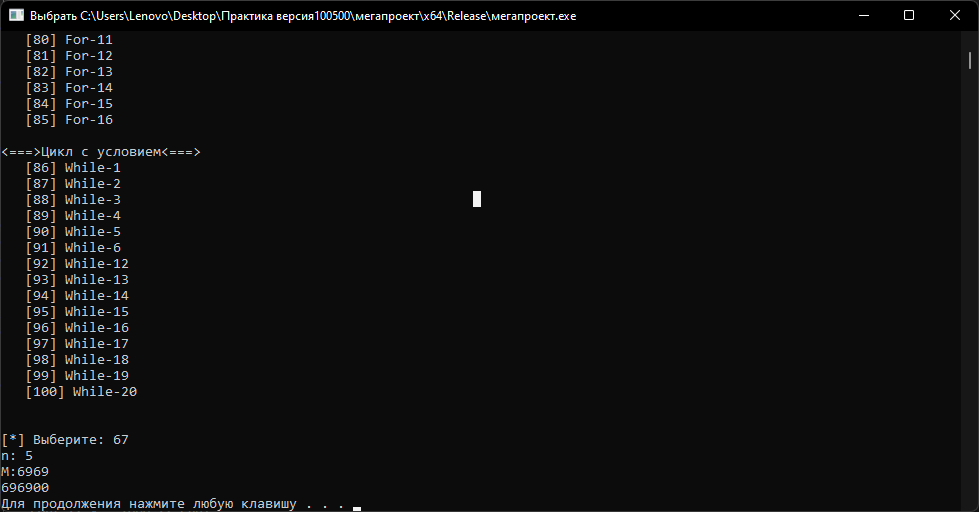 Выбрать C:\Users\Lenovo\Desktop\Практика версия100500\мегапроект\x64\Release\мегапроект.exe
[80] For-11
[81] For-12
[82] For-13
[83] For-14
[84] For-15
[85] For-16
<===>Цикл с условием<===>
[86] While-1
[87] While-2
[88] While-3
[89] While-4
[90] While-5
[91] While-6
[92] While-12
[93] While-13
[94] While-14
[95] While-15
[96] While-16
[97] While-17
[98] While-18
[99] While-19
[100] While-20
[*] Выберите: 67
n: 5
M:6969
696900
Для продолжения нажмите любую клавишу . . .